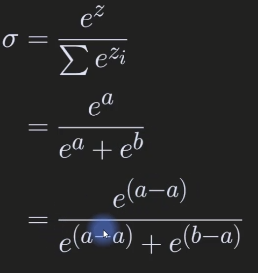 σ = e^z / ∑ e^{z_i}
= e^a / (e^a + e^b)
= e^{(a−a)} / (e^{(a−a)} + e^{(b−a)})